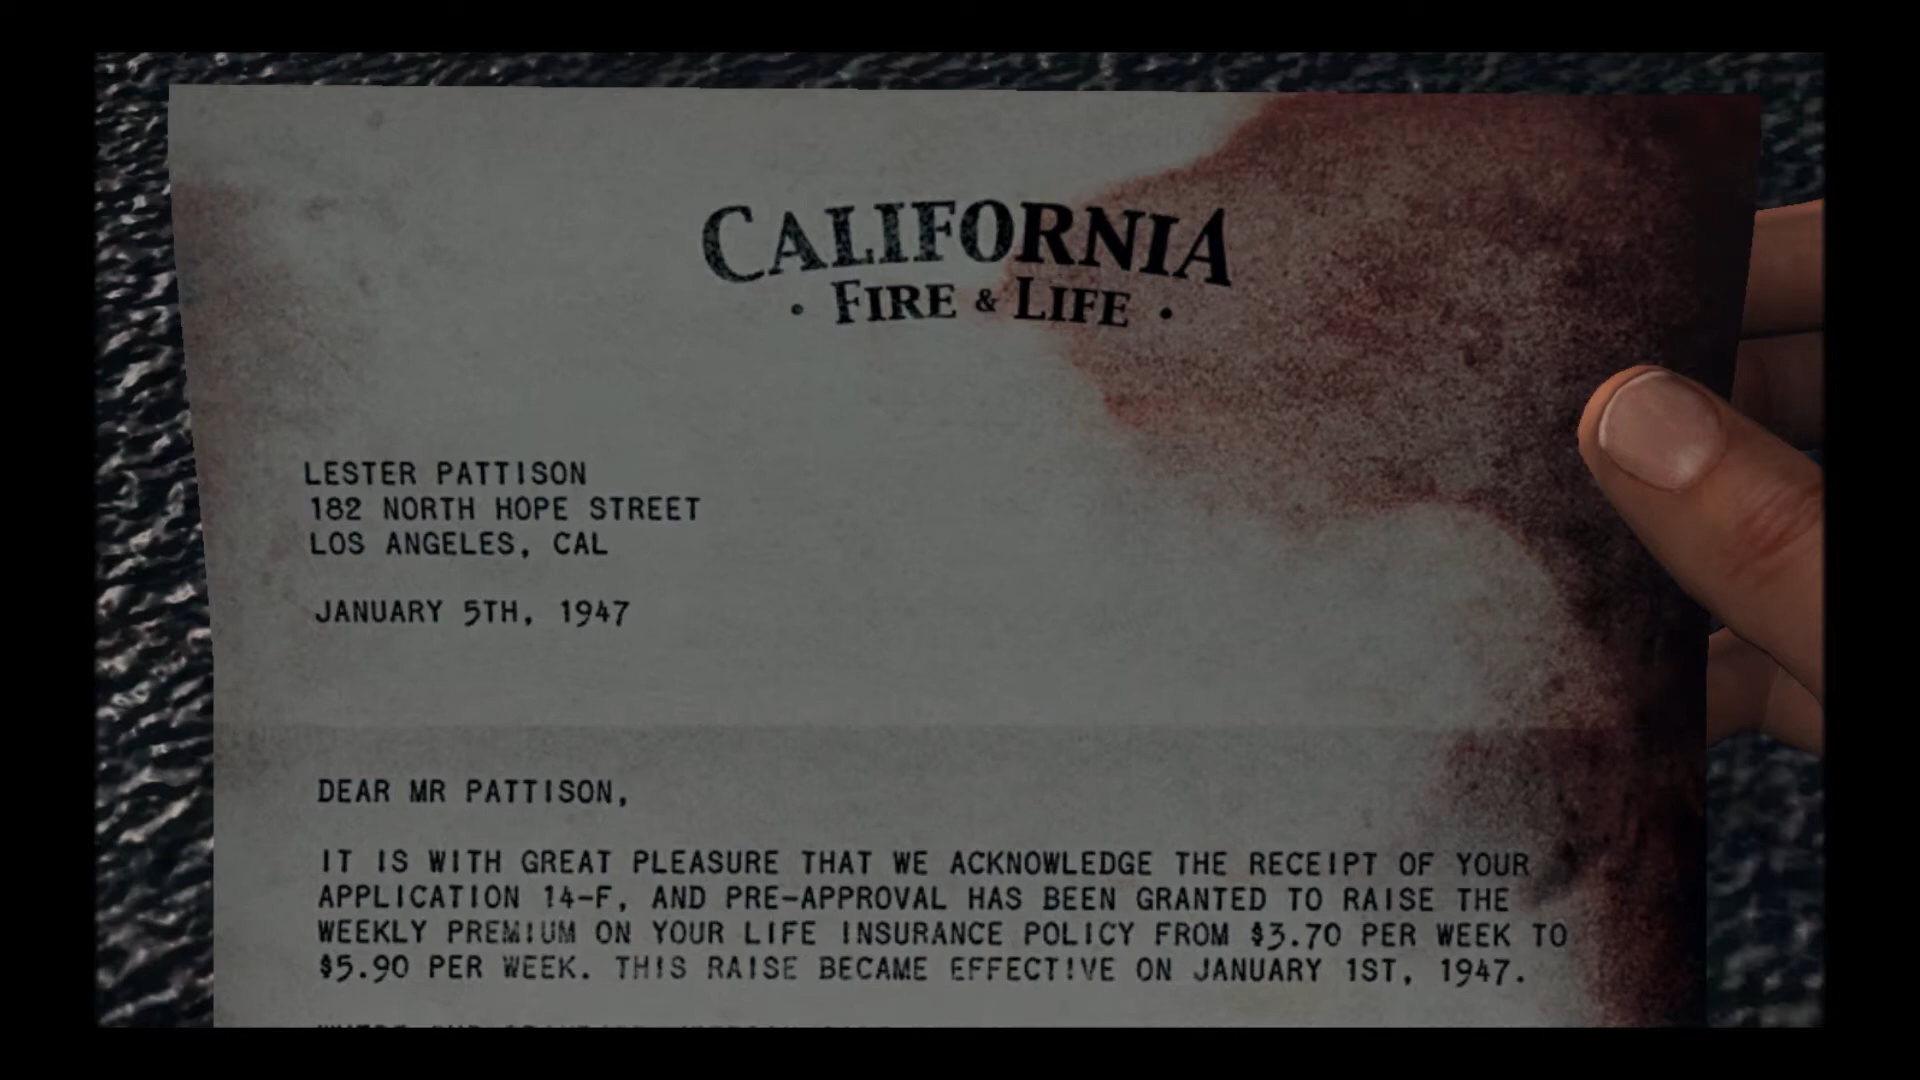 CALIFORNIA
· FIRE & LIFE ·
LESTER PATTISON
182 NORTH HOPE STREET
LOS ANGELES, CAL
JANUARY 5TH, 1947
DEAR MR PATTISON,
IT IS WITH GREAT PLEASURE THAT WE ACKNOWLEDGE THE RECEIPT OF YOUR
APPLICATION 14-F, AND PRE-APPROVAL HAS BEEN GRANTED TO RAISE THE
WEEKLY PREMIUM ON YOUR LIFE INSURANCE POLICY FROM $3.70 PER WEEK TO
$5.90 PER WEEK. THIS RAISE BECAME EFFECTIVE ON JANUARY 1ST, 1947.